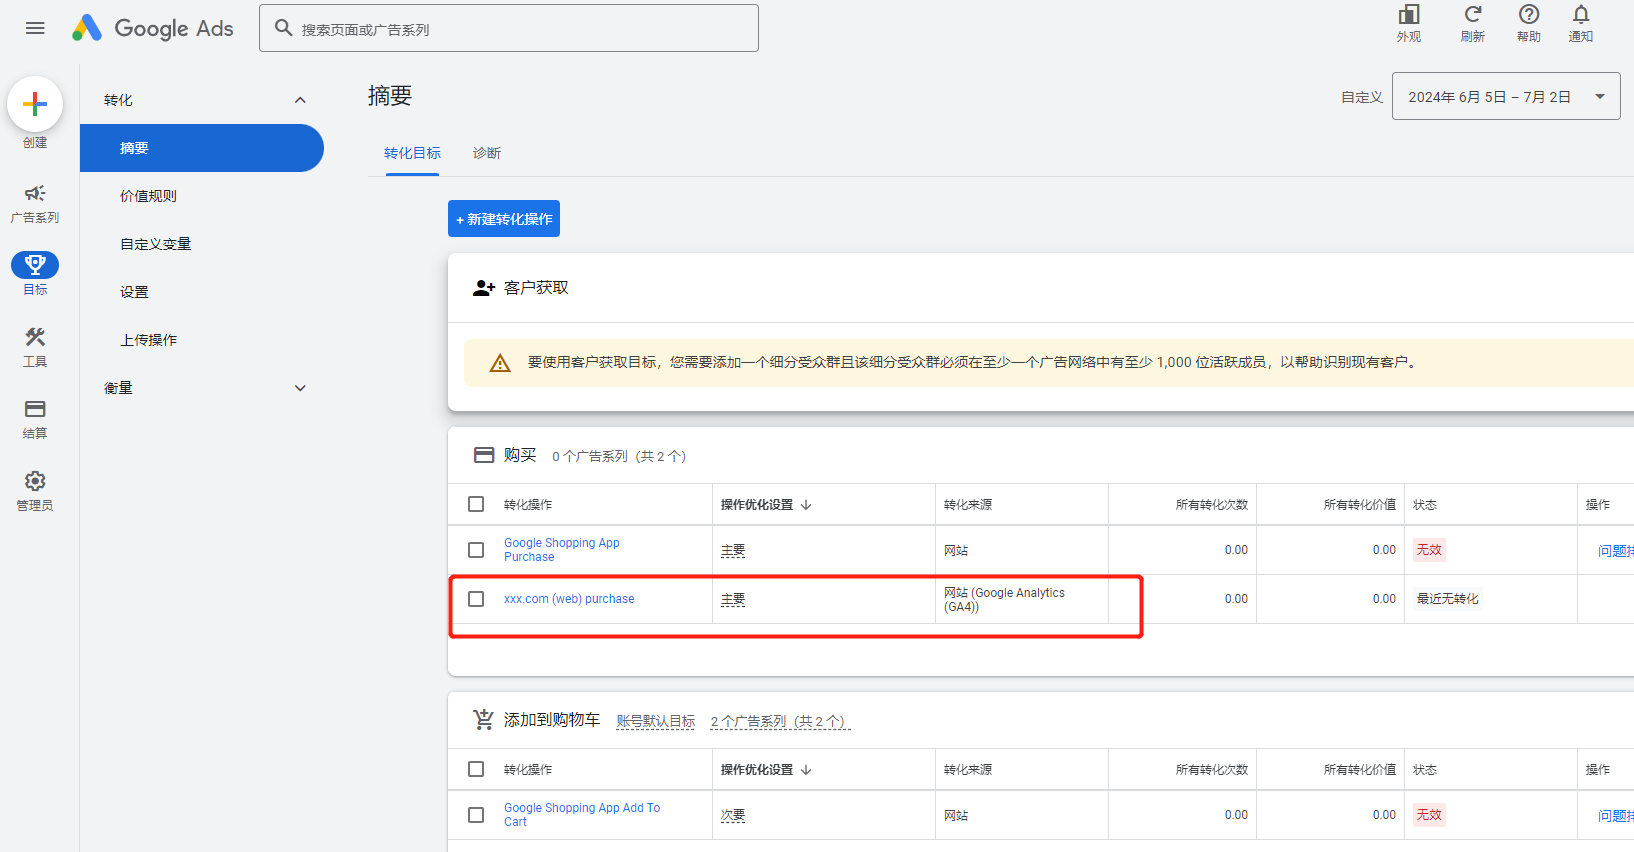 Google Ads
搜索页面或广告系列
外观
刷新
帮助
通知
创建
广告系列
目标
工具
结算
管理员
转化
摘要
价值规则
自定义变量
设置
上传操作
衡量
摘要
自定义
2024年 6月 5日 – 7月 2日
转化目标
诊断
+ 新建转化操作
客户获取
要使用客户获取目标，您需要添加一个细分受众群且该细分受众群必须在至少一个广告网络中有至少 1,000 位活跃成员，以帮助识别现有客户。
购买 0 个广告系列（共 2 个）
转化操作 操作优化设置 转化来源 所有转化次数 所有转化价值 状态 操作
Google Shopping App
Purchase
主要 网站 0.00 0.00 无效 问题
xxx.com (web) purchase 主要
网站 (Google Analytics
(GA4))
0.00 0.00 最近无转化
添加到购物车 账号默认目标 2 个广告系列（共 2 个）
转化操作 操作优化设置 转化来源 所有转化次数 所有转化价值 状态 操作
Google Shopping App Add To
Cart
次要 网站 0.00 0.00 无效 问题